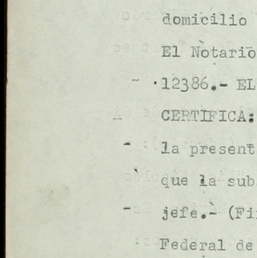 domicilio
El Notario
12386.- EL
CERTIFICA:
la present
que la sub
jefe.- (Fi
Federal de